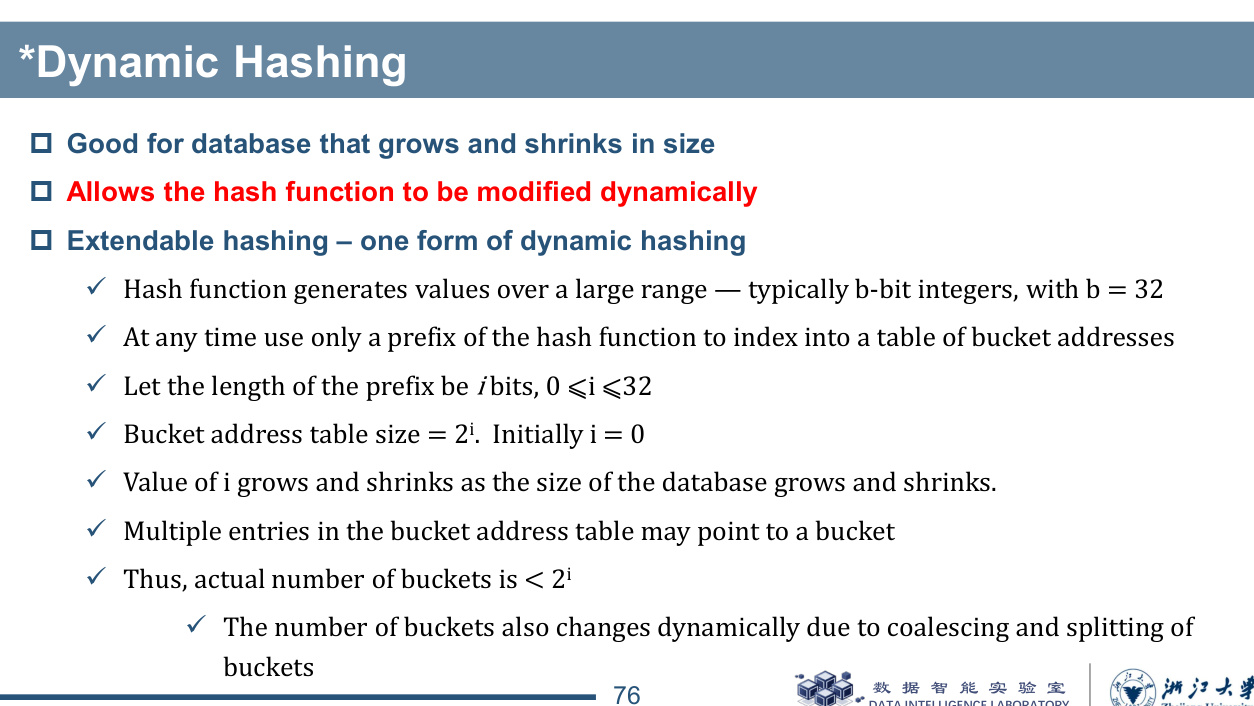 *Dynamic Hashing
Good for database that grows and shrinks in size
Allows the hash function to be modified dynamically
Extendable hashing – one form of dynamic hashing
Hash function generates values over a large range — typically b-bit integers, with b = 32
At any time use only a prefix of the hash function to index into a table of bucket addresses
Let the length of the prefix be i bits, 0 ⩽i ⩽32
Bucket address table size = 2ⁱ. Initially i = 0
Value of i grows and shrinks as the size of the database grows and shrinks.
Multiple entries in the bucket address table may point to a bucket
Thus, actual number of buckets is < 2ⁱ
The number of buckets also changes dynamically due to coalescing and splitting of
buckets
76
数据智能实验室
DATA INTELLIGENCE LABORATORY
浙江大学